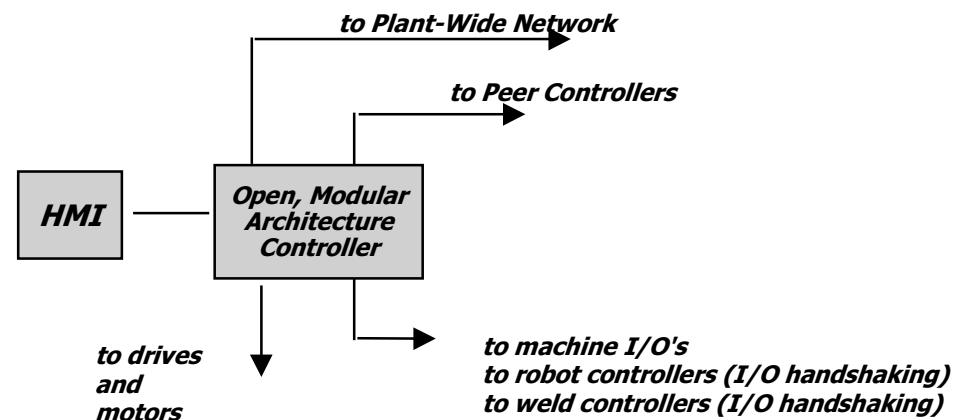 to Plant-Wide Network
to Peer Controllers
HMI
Open, Modular
Architecture
Controller
to drives
and
motors
to machine I/O's
to robot controllers (I/O handshaking)
to weld controllers (I/O handshaking)